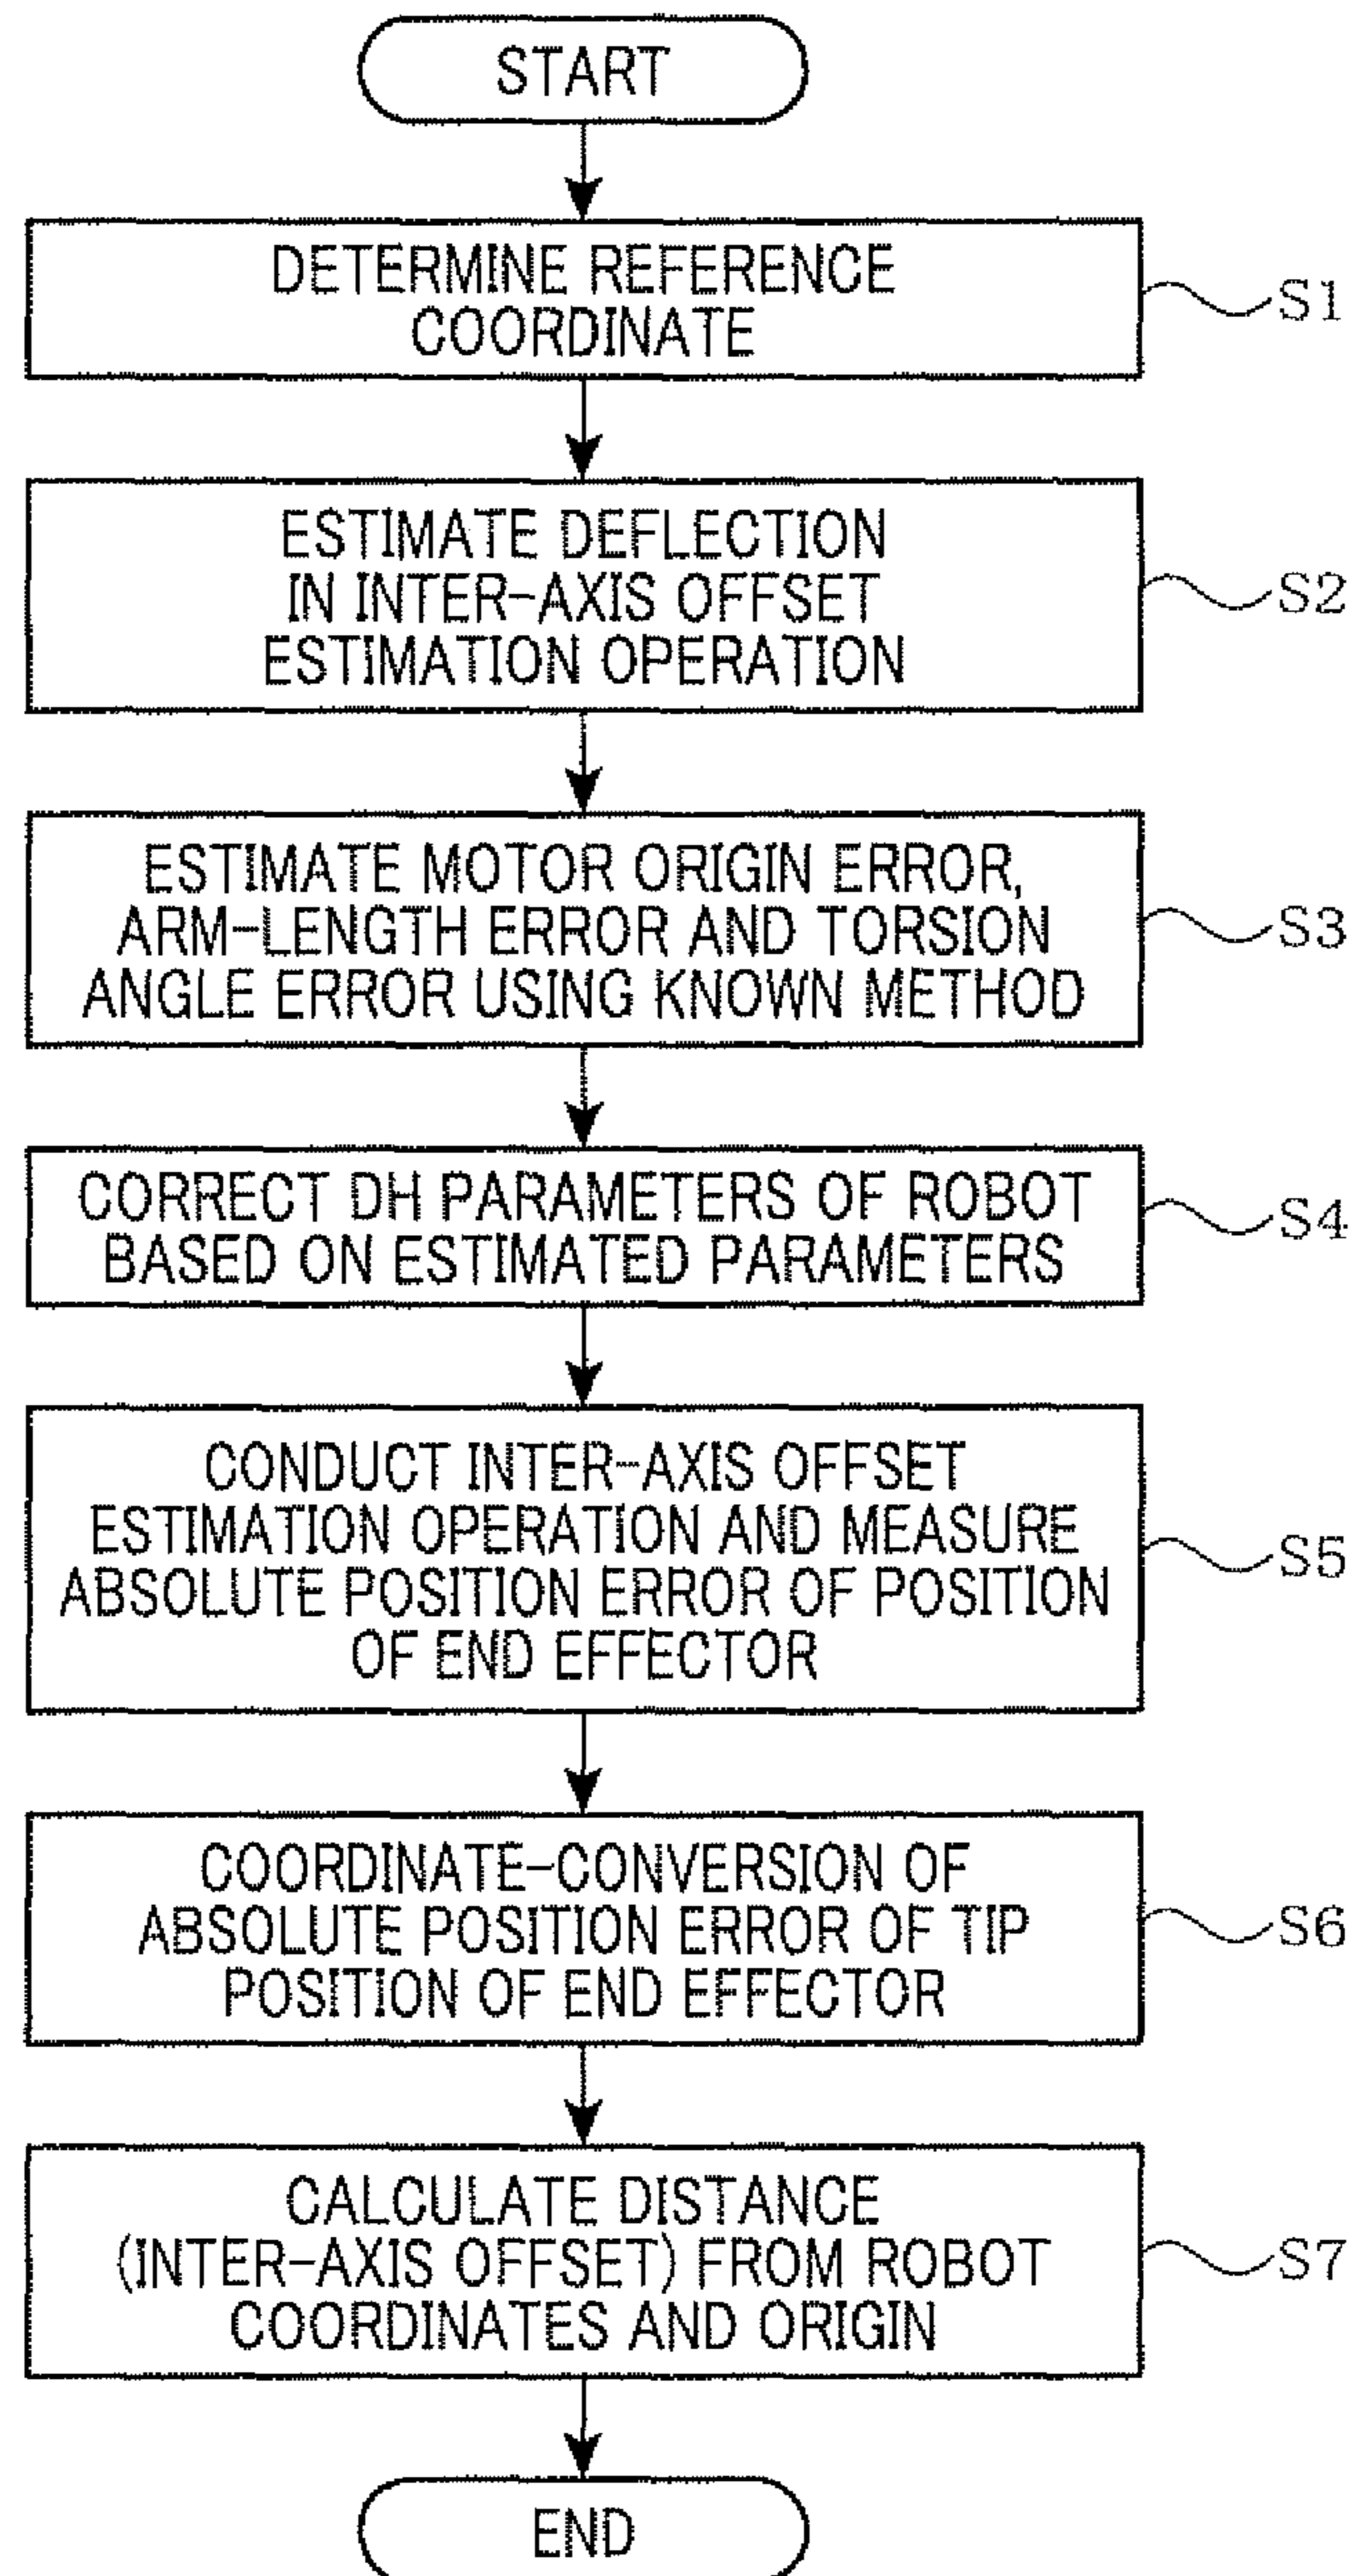 START
DETERMINE REFERENCE
COORDINATE
S1
ESTIMATE DEFLECTION
IN INTER-AXIS OFFSET
ESTIMATION OPERATION
S2
ESTIMATE MOTOR ORIGIN ERROR,
ARM-LENGTH ERROR AND TORSION
ANGLE ERROR USING KNOWN METHOD
S3
CORRECT DH PARAMETERS OF ROBOT
BASED ON ESTIMATED PARAMETERS
S4
CONDUCT INTER-AXIS OFFSET
ESTIMATION OPERATION AND MEASURE
ABSOLUTE POSITION ERROR OF POSITION
OF END EFFECTOR
S5
COORDINATE-CONVERSION OF
ABSOLUTE POSITION ERROR OF TIP
POSITION OF END EFFECTOR
S6
CALCULATE DISTANCE
(INTER-AXIS OFFSET) FROM ROBOT
COORDINATES AND ORIGIN
S7
END